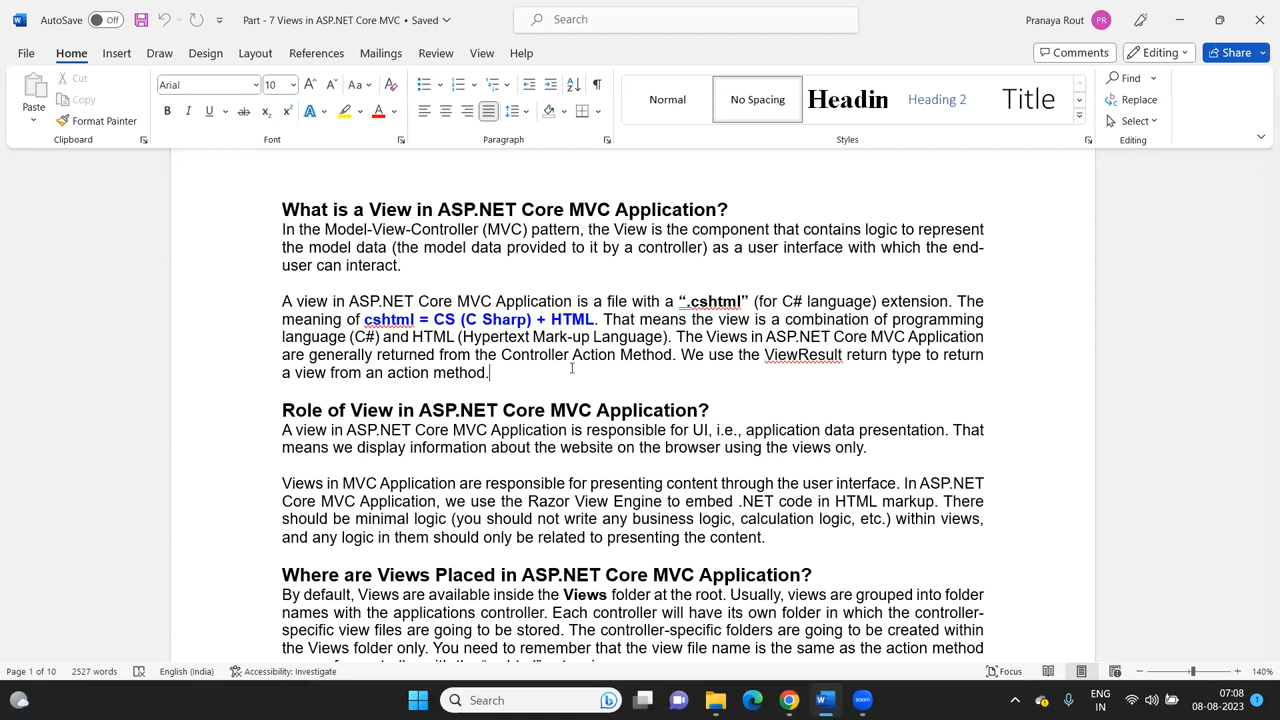 AutoSave Off Part - 7 Views in ASP.NET Core MVC • Saved Search Pranaya Rout PR
File Home Insert Draw Design Layout References Mailings Review View Help Comments Editing Share
Paste Cut Copy Format Painter Arial 10 Aa Normal No Spacing Headin Heading 2 Title Find Replace Select
Clipboard Font Paragraph Styles Editing
What is a View in ASP.NET Core MVC Application?
In the Model-View-Controller (MVC) pattern, the View is the component that contains logic to represent
the model data (the model data provided to it by a controller) as a user interface with which the end-
user can interact.
A view in ASP.NET Core MVC Application is a file with a “.cshtml” (for C# language) extension. The
meaning of cshtml = CS (C Sharp) + HTML. That means the view is a combination of programming
language (C#) and HTML (Hypertext Mark-up Language). The Views in ASP.NET Core MVC Application
are generally returned from the Controller Action Method. We use the ViewResult return type to return
a view from an action method.
Role of View in ASP.NET Core MVC Application?
A view in ASP.NET Core MVC Application is responsible for UI, i.e., application data presentation. That
means we display information about the website on the browser using the views only.
Views in MVC Application are responsible for presenting content through the user interface. In ASP.NET
Core MVC Application, we use the Razor View Engine to embed .NET code in HTML markup. There
should be minimal logic (you should not write any business logic, calculation logic, etc.) within views,
and any logic in them should only be related to presenting the content.
Where are Views Placed in ASP.NET Core MVC Application?
By default, Views are available inside the Views folder at the root. Usually, views are grouped into folder
names with the applications controller. Each controller will have its own folder in which the controller-
specific view files are going to be stored. The controller-specific folders are going to be created within
the Views folder only. You need to remember that the view file name is the same as the action method
Page 1 of 10 2527 words English (India) Accessibility: Investigate Focus 140%
Search zoom ENG IN 07:08 08-08-2023 1